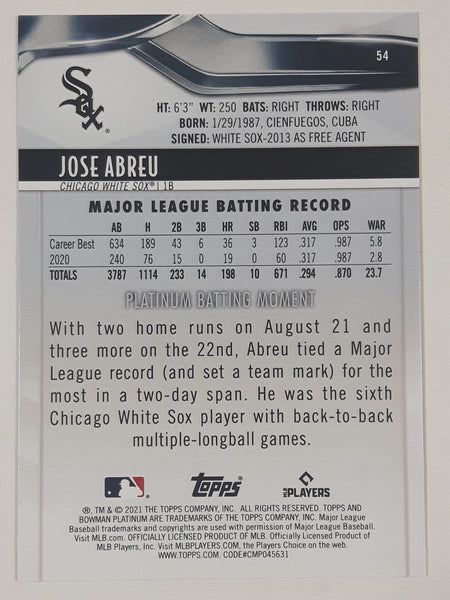 54
Sox
HT: 6'3" WT: 250 BATS: RIGHT THROWS: RIGHT
BORN: 1/29/1987, CIENFUEGOS, CUBA
SIGNED: WHITE SOX-2013 AS FREE AGENT
JOSE ABREU
CHICAGO WHITE SOX® | 1B
MAJOR LEAGUE BATTING RECORD
AB H 2B 3B HR SB RBI AVG OPS WAR
Career Best 634 189 43 6 36 3 123 .317 .987 5.8
2020 240 76 15 0 19 0 60 .317 .987 2.8
TOTALS 3787 1114 233 14 198 10 671 .294 .870 23.7
PLATINUM BATTING MOMENT
With two home runs on August 21 and
three more on the 22nd, Abreu tied a Major
League record (and set a team mark) for the
most in a two-day span. He was the sixth
Chicago White Sox player with back-to-back
multiple-longball games.
Topps
MLB PLAYERS
®, TM & © 2021 THE TOPPS COMPANY, INC. ALL RIGHTS RESERVED. TOPPS AND
BOWMAN PLATINUM ARE TRADEMARKS OF THE TOPPS COMPANY, INC. Major League
Baseball trademarks and copyrights are used with permission of Major League Baseball.
Visit MLB.com. OFFICIALLY LICENSED PRODUCT OF MLB. Official Licensed Product of
MLB Players, Inc. Visit MLBPLAYERS.COM, the Players Choice on the web.
WWW.TOPPS.COM. CODE#CMP045631